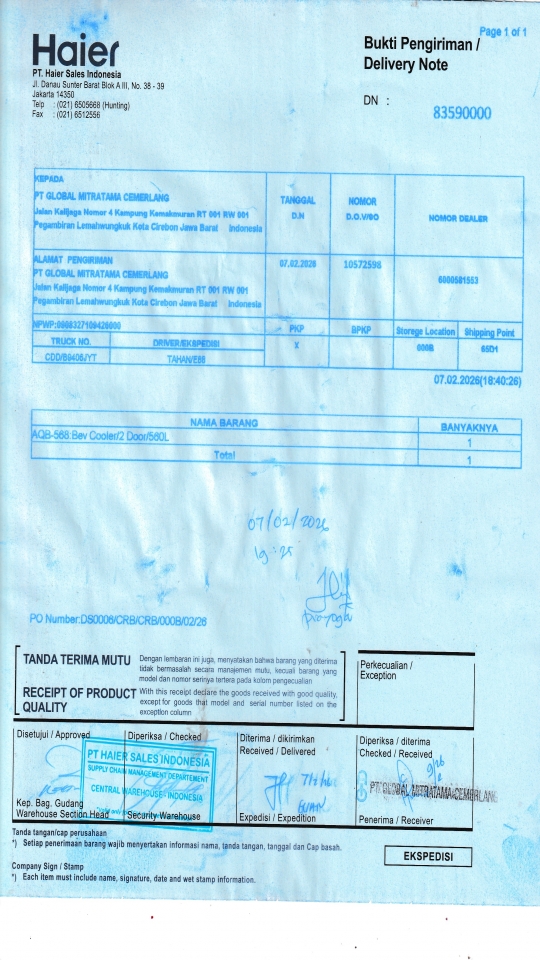 Page 1 of 1
Haier
PT. Haier Sales Indonesia
Jl. Danau Sunter Barat Blok A III, No. 38 - 39
Jakarta 14350
Telp : (021) 6505668 (Hunting)
Fax : (021) 6512556
Bukti Pengiriman /
Delivery Note
DN :
83590000
KEPADA
PT GLOBAL MITRATAMA CEMERLANG
Jalan Kalijaga Nomor 4 Kampung Kemakmuran RT 001 RW 001
Pegambiran Lemahwungkuk Kota Cirebon Jawa Barat Indonesia
TANGGAL
D.N
NOMOR
D.O.V/SO
NOMOR DEALER
ALAMAT PENGIRIMAN
PT GLOBAL MITRATAMA CEMERLANG
Jalan Kalijaga Nomor 4 Kampung Kemakmuran RT 001 RW 001
Pegambiran Lemahwungkuk Kota Cirebon Jawa Barat Indonesia
07.02.2026
10572598
6000581553
NPWP:
PKP
BPKP
Storege Location
Shipping Point
TRUCK NO.
DRIVER/EKSPEDISI
X
000B
65D1
CDD/B9406JYT
TAHAN/E86
07.02.2026(18:40:26)
NAMA BARANG
BANYAKNYA
AQB-568 Bev Cooler/2 Door/560L
1
Total
1
07/02/2026
19:25
Prayoga
PO Number:DS0006/CRB/CRB/000B/02/26
TANDA TERIMA MUTU
Dengan lembaran ini juga, menyatakan bahwa barang yang diterima
tidak bermasalah secara manajemen mutu, kecuali barang yang
model dan nomor serinya tertera pada kolom pengecualian
RECEIPT OF PRODUCT
QUALITY
With this receipt declare the goods received with good quality,
except for goods that model and serial number listed on the
exception column
Perkecualian /
Exception
Disetujui / Approved
Diperiksa / Checked
Diterima / dikirimkan
Received / Delivered
Diperiksa / diterima
Checked / Received
PT HAIER SALES INDONESIA
SUPPLY CHAIN MANAGEMENT DEPARTEMENT
CENTRAL WAREHOUSE - INDONESIA
PT GLOBAL MITRATAMA CEMERLANG
Kep. Bag. Gudang
Warehouse Section Head
Security Warehouse
Expedisi / Expedition
Penerima / Receiver
Tanda tangan/cap perusahaan
*) Setiap penerimaan barang wajib menyertakan informasi nama, tanda tangan, tanggal dan Cap basah.
EKSPEDISI
Company Sign / Stamp
*) Each item must include name, signature, date and wet stamp information.